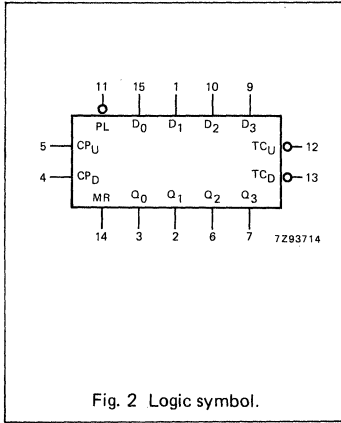 11 15 1 10 9
PL D0 D1 D2 D3
5 CPU TCU 12
4 CPD TCD 13
MR Q0 Q1 Q2 Q3
14 3 2 6 7 7Z93714
Fig. 2 Logic symbol.